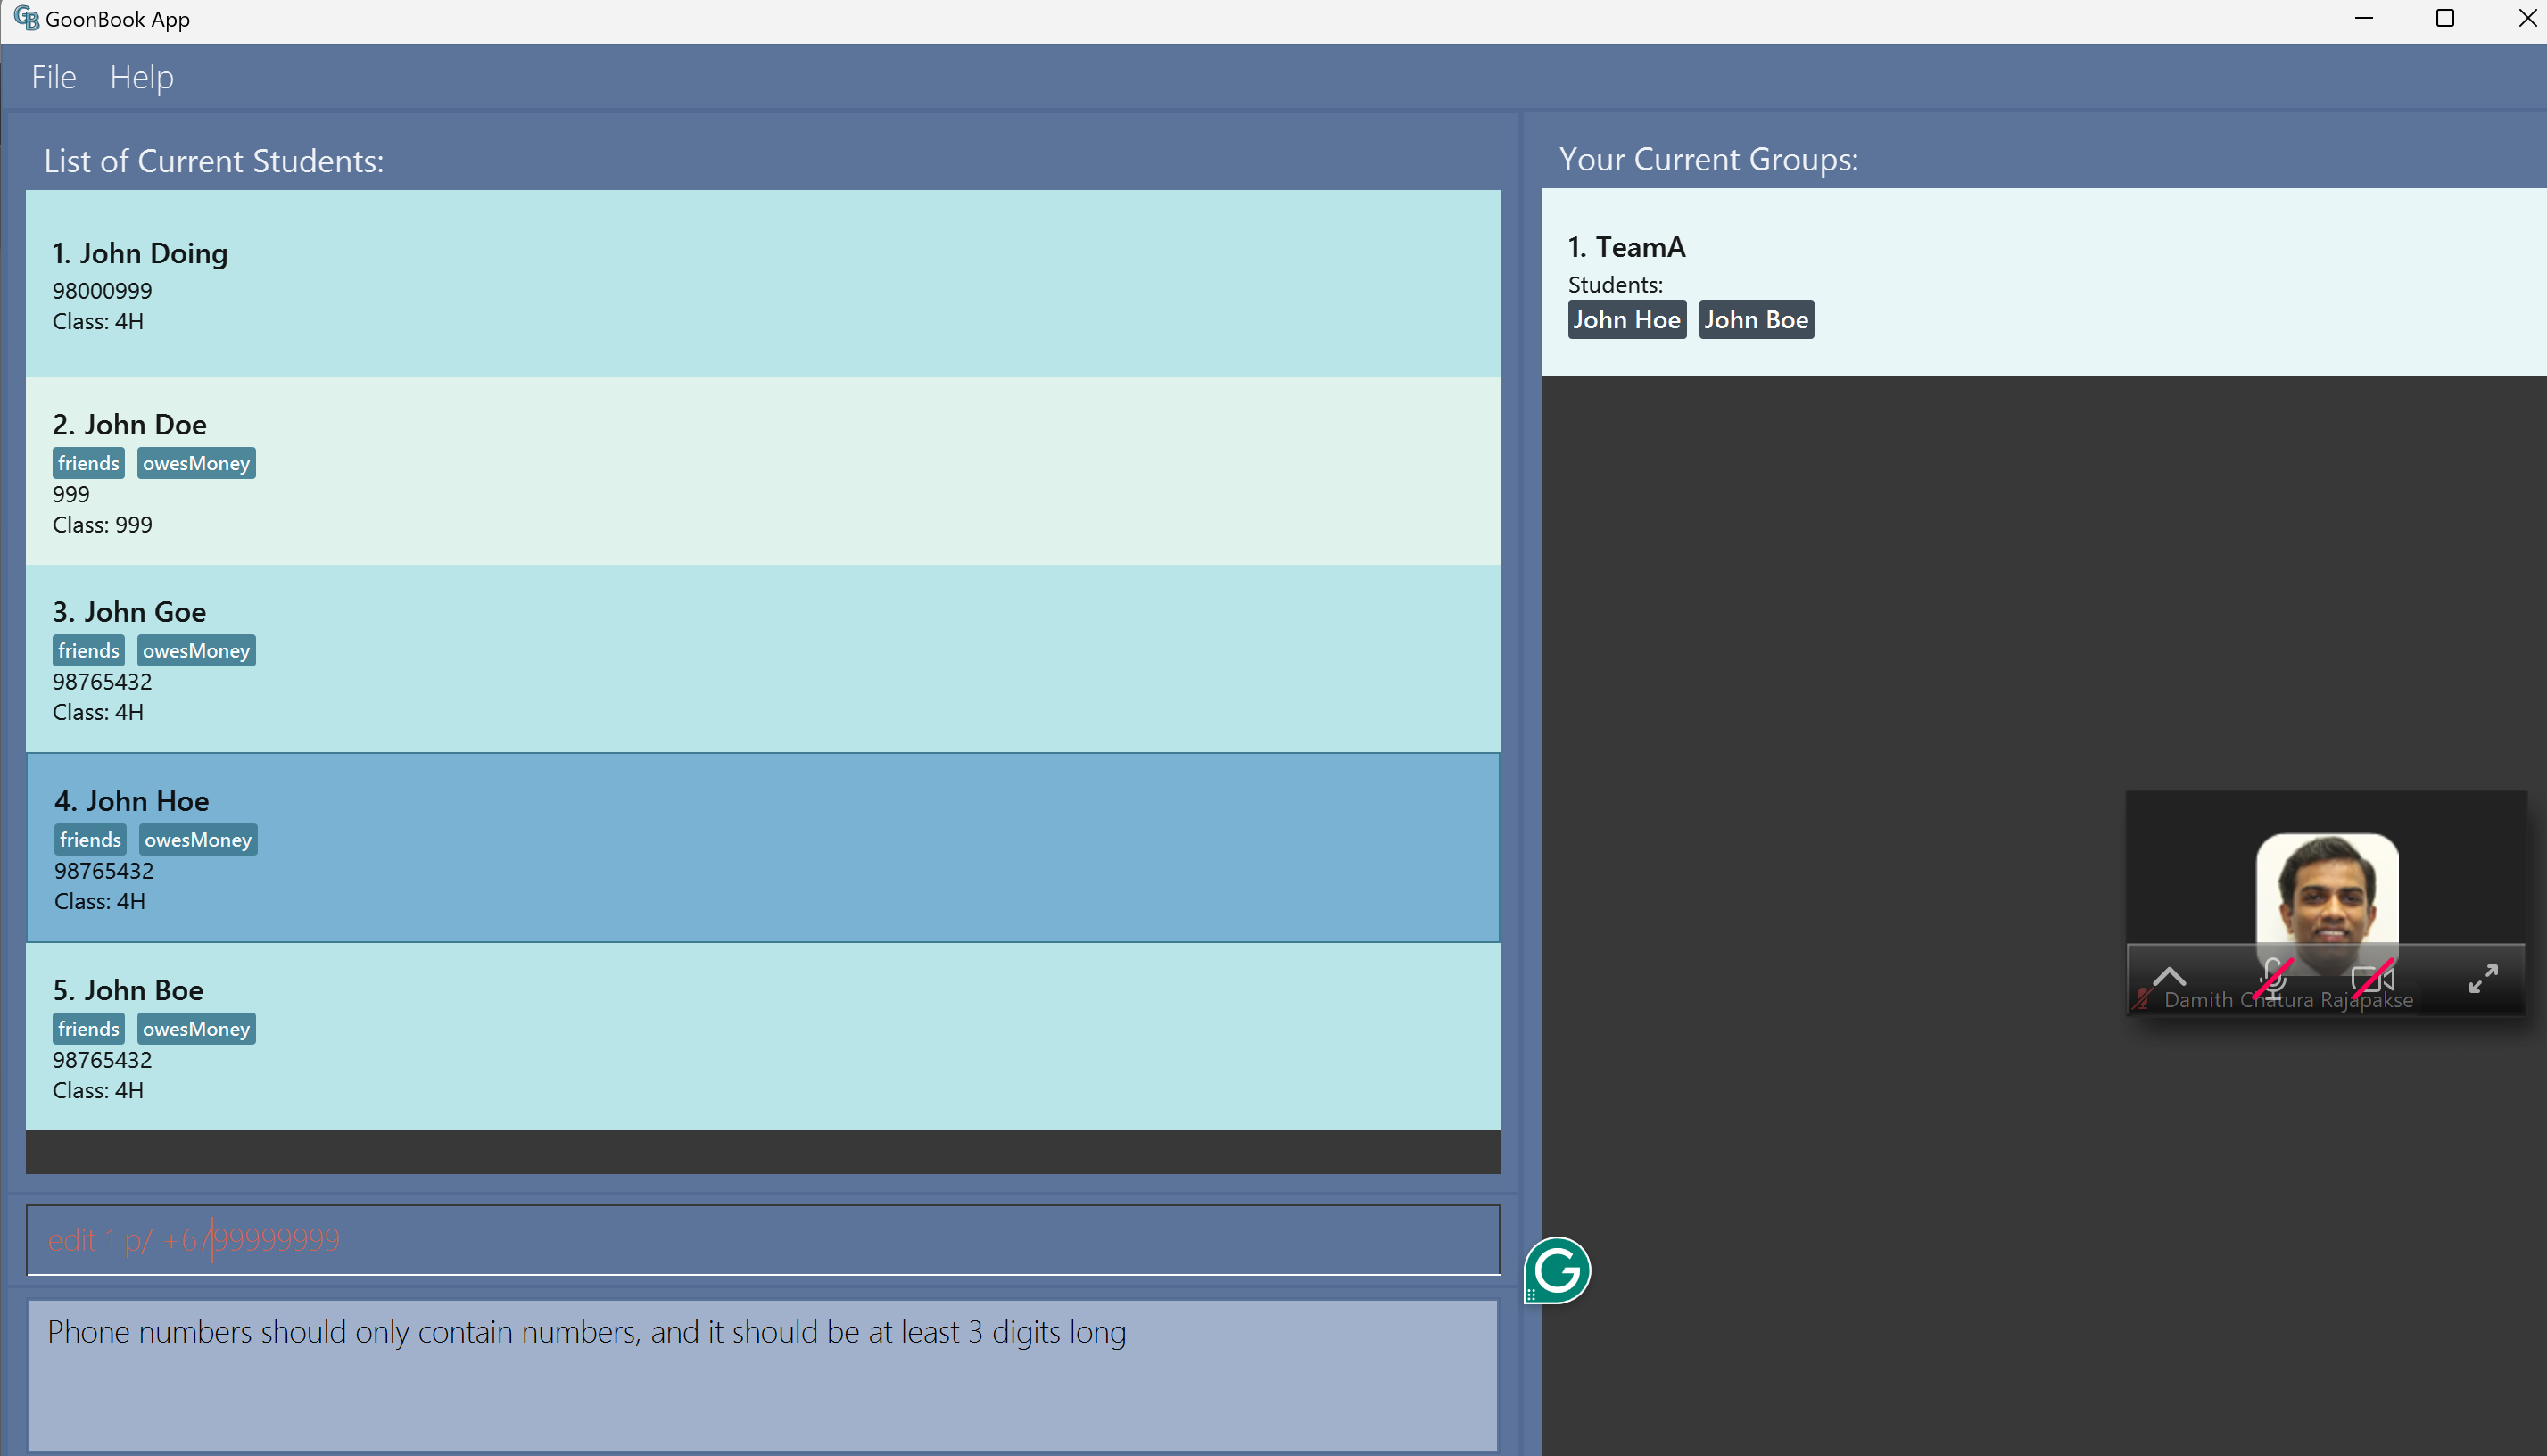 GoonBook App
File Help
List of Current Students:
1. John Doing
98000999
Class: 4H
2. John Doe
friends owesMoney
999
Class: 999
3. John Goe
friends owesMoney
98765432
Class: 4H
4. John Hoe
friends owesMoney
98765432
Class: 4H
5. John Boe
friends owesMoney
98765432
Class: 4H
edit 1 p/ +6799999999
Phone numbers should only contain numbers, and it should be at least 3 digits long
Your Current Groups:
1. TeamA
Students:
John Hoe John Boe
Damith Chatura Rajapakse